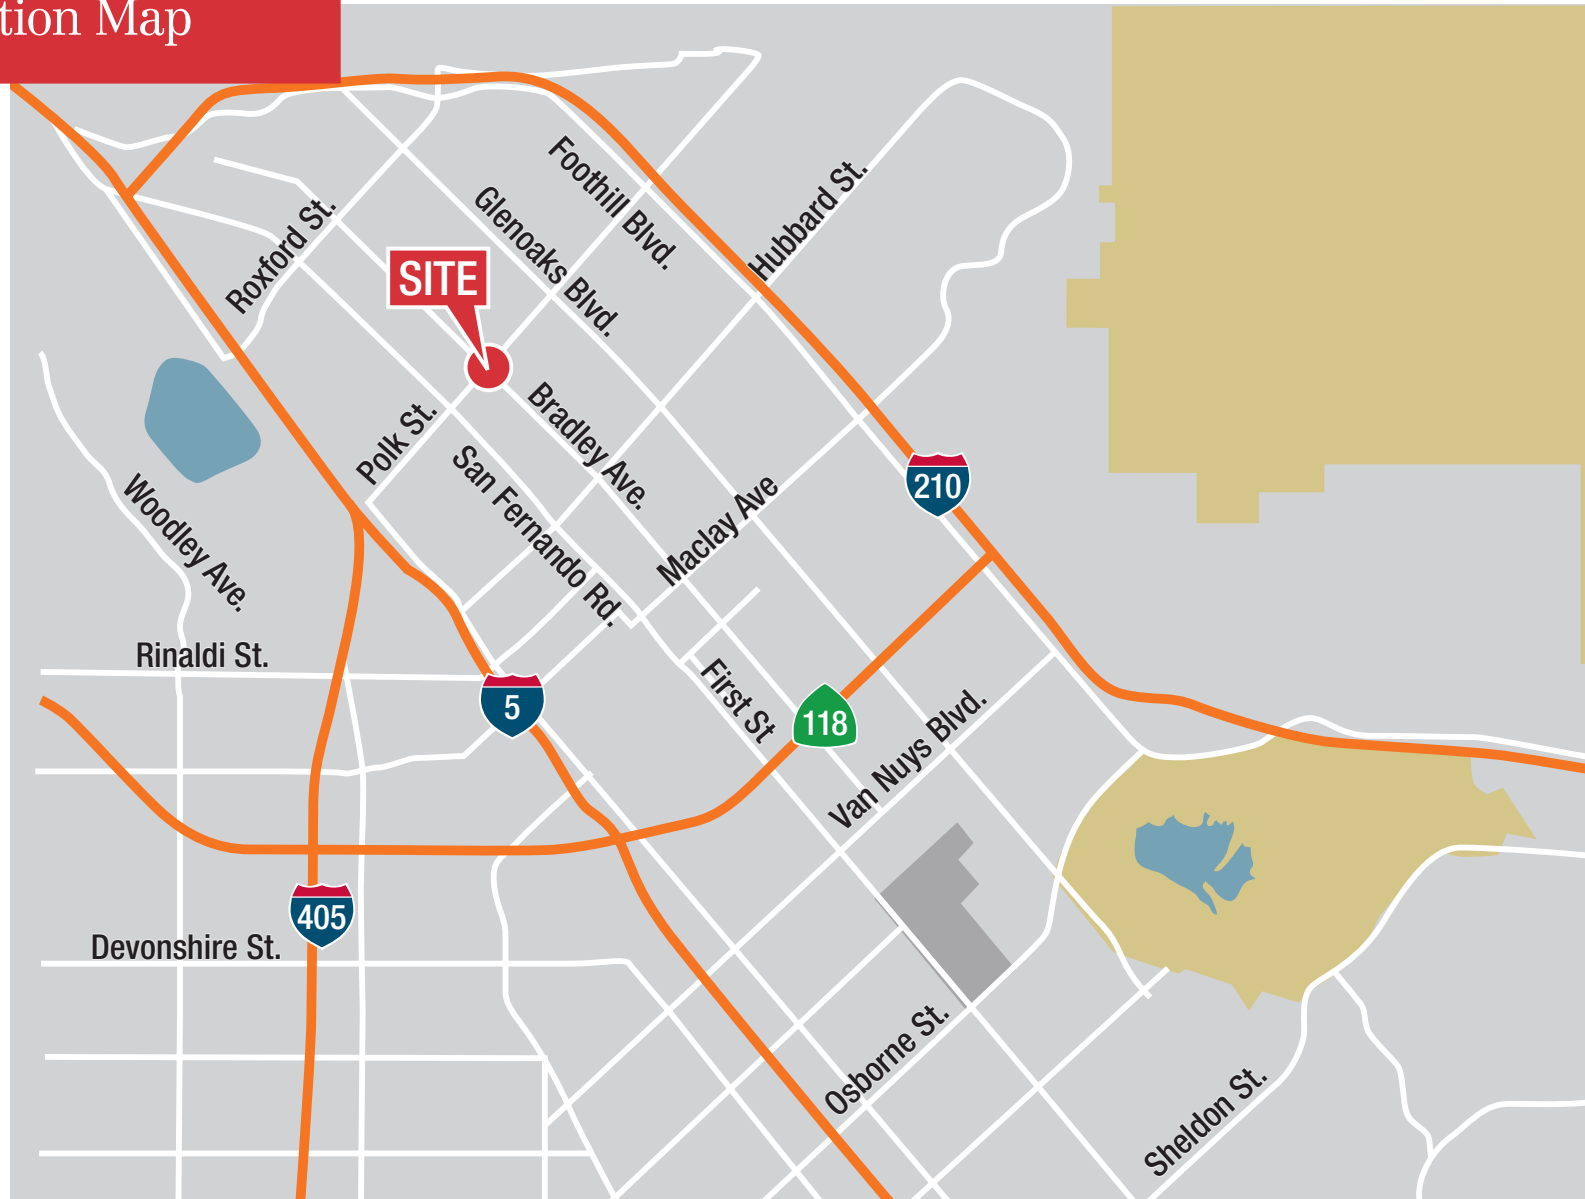 tion Map
Foothill Blvd.
Hubbard St.
Glenoaks Blvd.
Roxford St.
SITE
Bradley Ave.
Polk St.
San Fernando Rd.
210
Maclay Ave
Woodley Ave.
Rinaldi St.
First St
5
118
Van Nuys Blvd.
405
Devonshire St.
Osborne St.
Sheldon St.